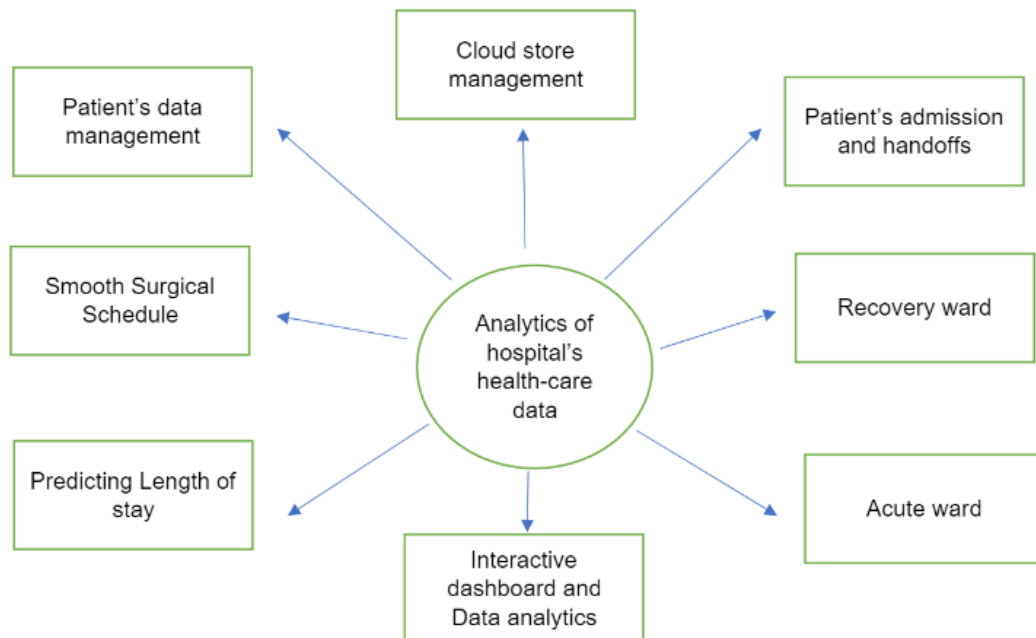 Cloud store
management
Patient’s data
management
Patient’s admission
and handoffs
Smooth Surgical
Schedule
Analytics of
hospital’s
health-care
data
Recovery ward
Predicting Length of
stay
Acute ward
Interactive
dashboard and
Data analytics